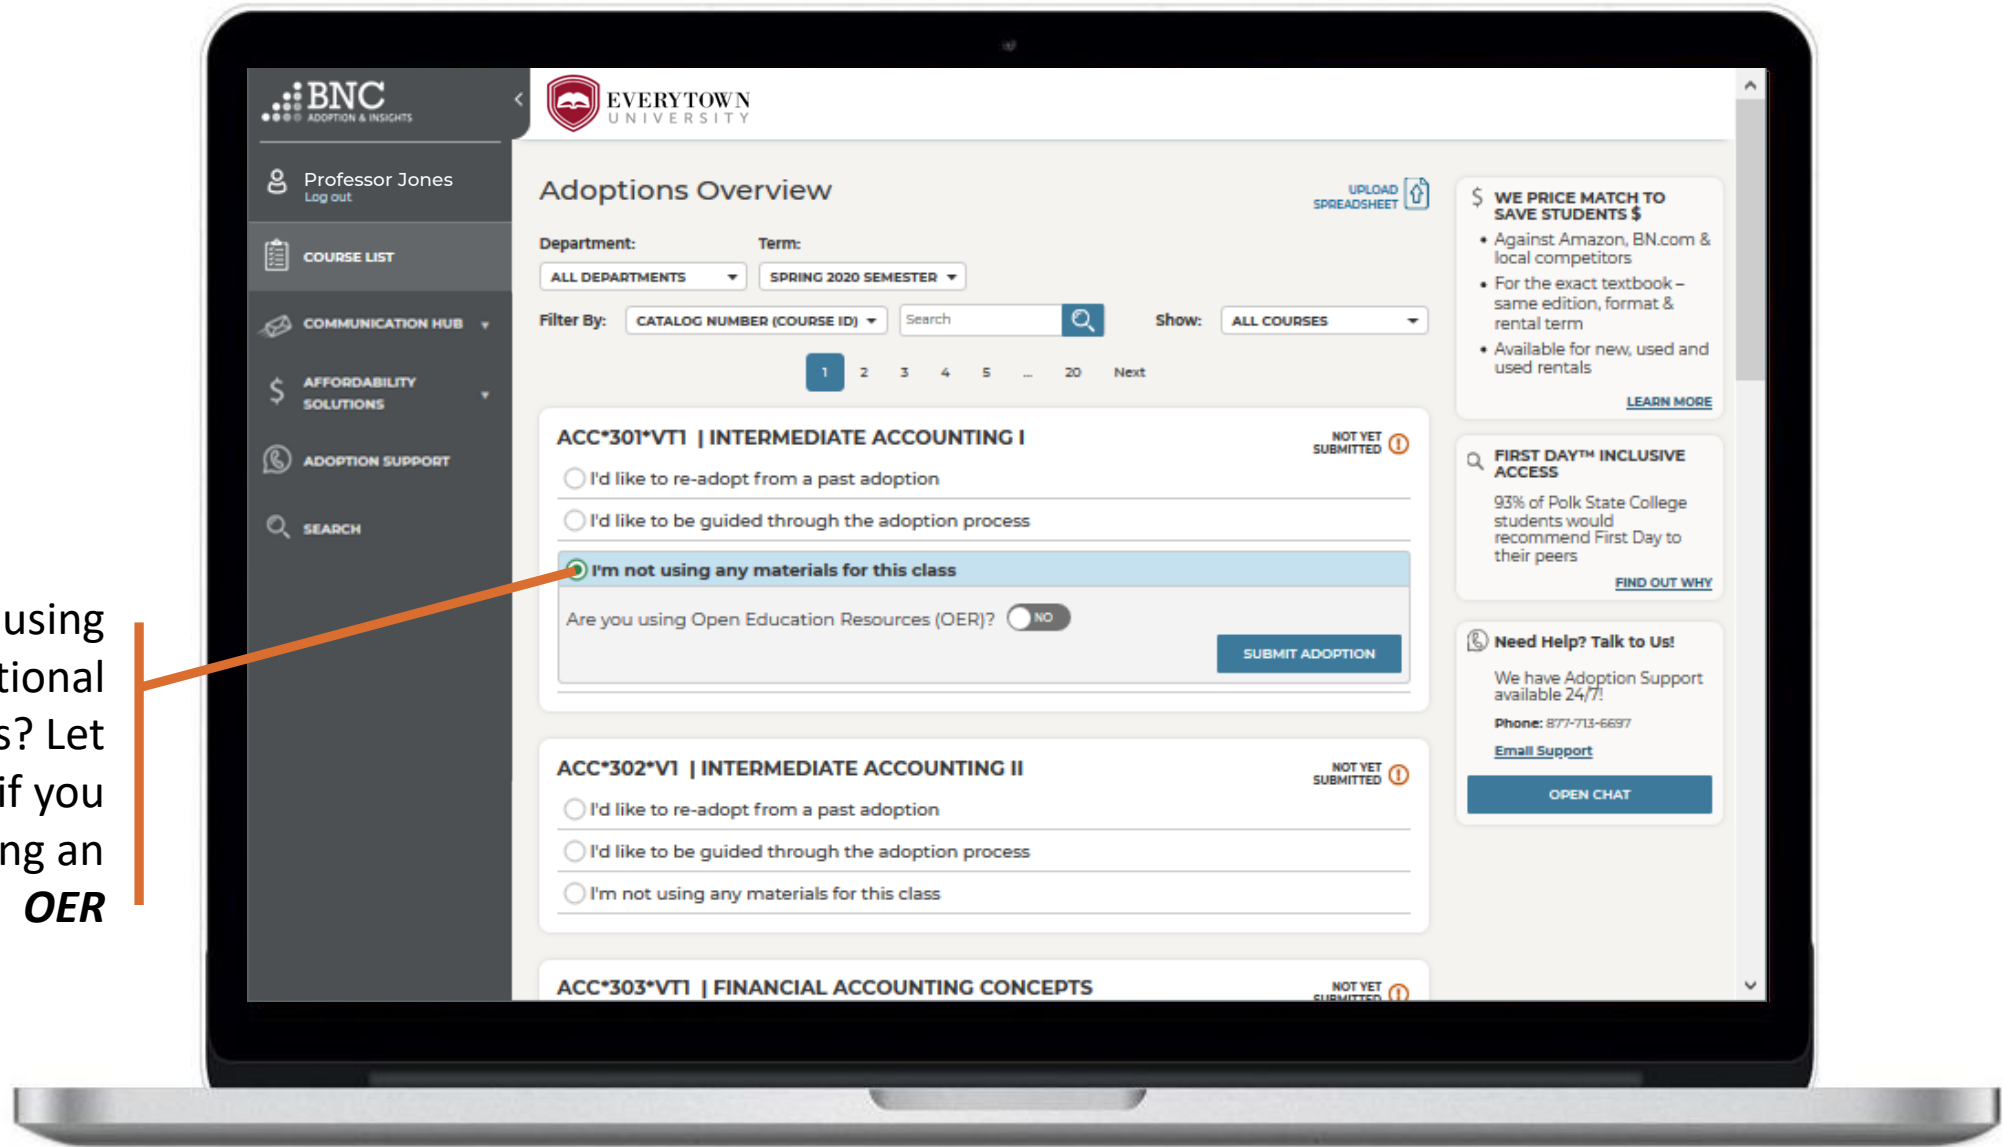 BNC
ADOPTION & INSIGHTS
Professor Jones
Log out
COURSE LIST
COMMUNICATION HUB
AFFORDABILITY
SOLUTIONS
ADOPTION SUPPORT
SEARCH
EVERYTOWN
UNIVERSITY
Adoptions Overview
UPLOAD
SPREADSHEET
Department:
Term:
ALL DEPARTMENTS
SPRING 2020 SEMESTER
Filter By:
CATALOG NUMBER (COURSE ID)
Search
Show:
ALL COURSES
1 2 3 4 5 ... 20 Next
ACC*301*VT1 | INTERMEDIATE ACCOUNTING I
NOT YET
SUBMITTED
I'd like to re-adopt from a past adoption
I'd like to be guided through the adoption process
I'm not using any materials for this class
Are you using Open Education Resources (OER)?
NO
SUBMIT ADOPTION
ACC*302*V1 | INTERMEDIATE ACCOUNTING II
NOT YET
SUBMITTED
I'd like to re-adopt from a past adoption
I'd like to be guided through the adoption process
I'm not using any materials for this class
ACC*303*VT1 | FINANCIAL ACCOUNTING CONCEPTS
NOT YET
SUBMITTED
$ WE PRICE MATCH TO
SAVE STUDENTS $
• Against Amazon, BN.com &
local competitors
• For the exact textbook –
same edition, format &
rental term
• Available for new, used and
used rentals
LEARN MORE
FIRST DAY™ INCLUSIVE
ACCESS
93% of Polk State College
students would
recommend First Day to
their peers
FIND OUT WHY
Need Help? Talk to Us!
We have Adoption Support
available 24/7!
Phone: 877-713-6697
Email Support
OPEN CHAT
using
tional
s? Let
if you
ng an
OER